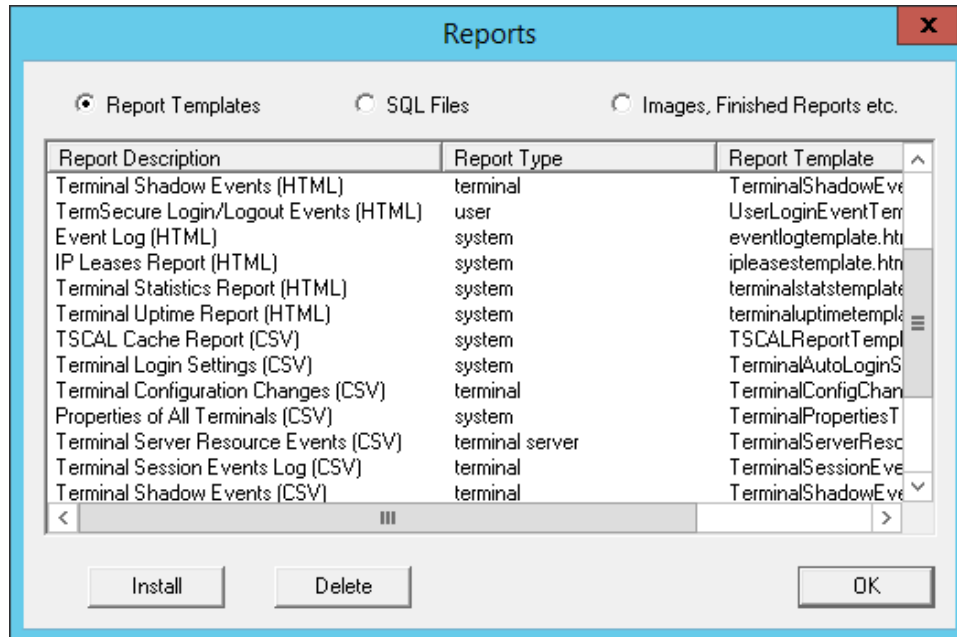 Reports
x
Report Templates SQL Files Images, Finished Reports etc.
Report Description Report Type Report Template
Terminal Shadow Events (HTML) terminal TerminalShadowEve
TermSecure Login/Logout Events (HTML) user UserLoginEventTem
Event Log (HTML) system eventlogtemplate.htm
IP Leases Report (HTML) system ipleasestemplate.htm
Terminal Statistics Report (HTML) system terminalstatstemplate
Terminal Uptime Report (HTML) system terminaluptimetempla
TSCAL Cache Report (CSV) system TSCALReportTempl
Terminal Login Settings (CSV) system TerminalAutoLoginS
Terminal Configuration Changes (CSV) terminal TerminalConfigChan
Properties of All Terminals (CSV) system TerminalPropertiesT
Terminal Server Resource Events (CSV) terminal server TerminalServerReso
Terminal Session Events Log (CSV) terminal TerminalSessionEve
Terminal Shadow Events (CSV) terminal TerminalShadowEve
Install Delete OK